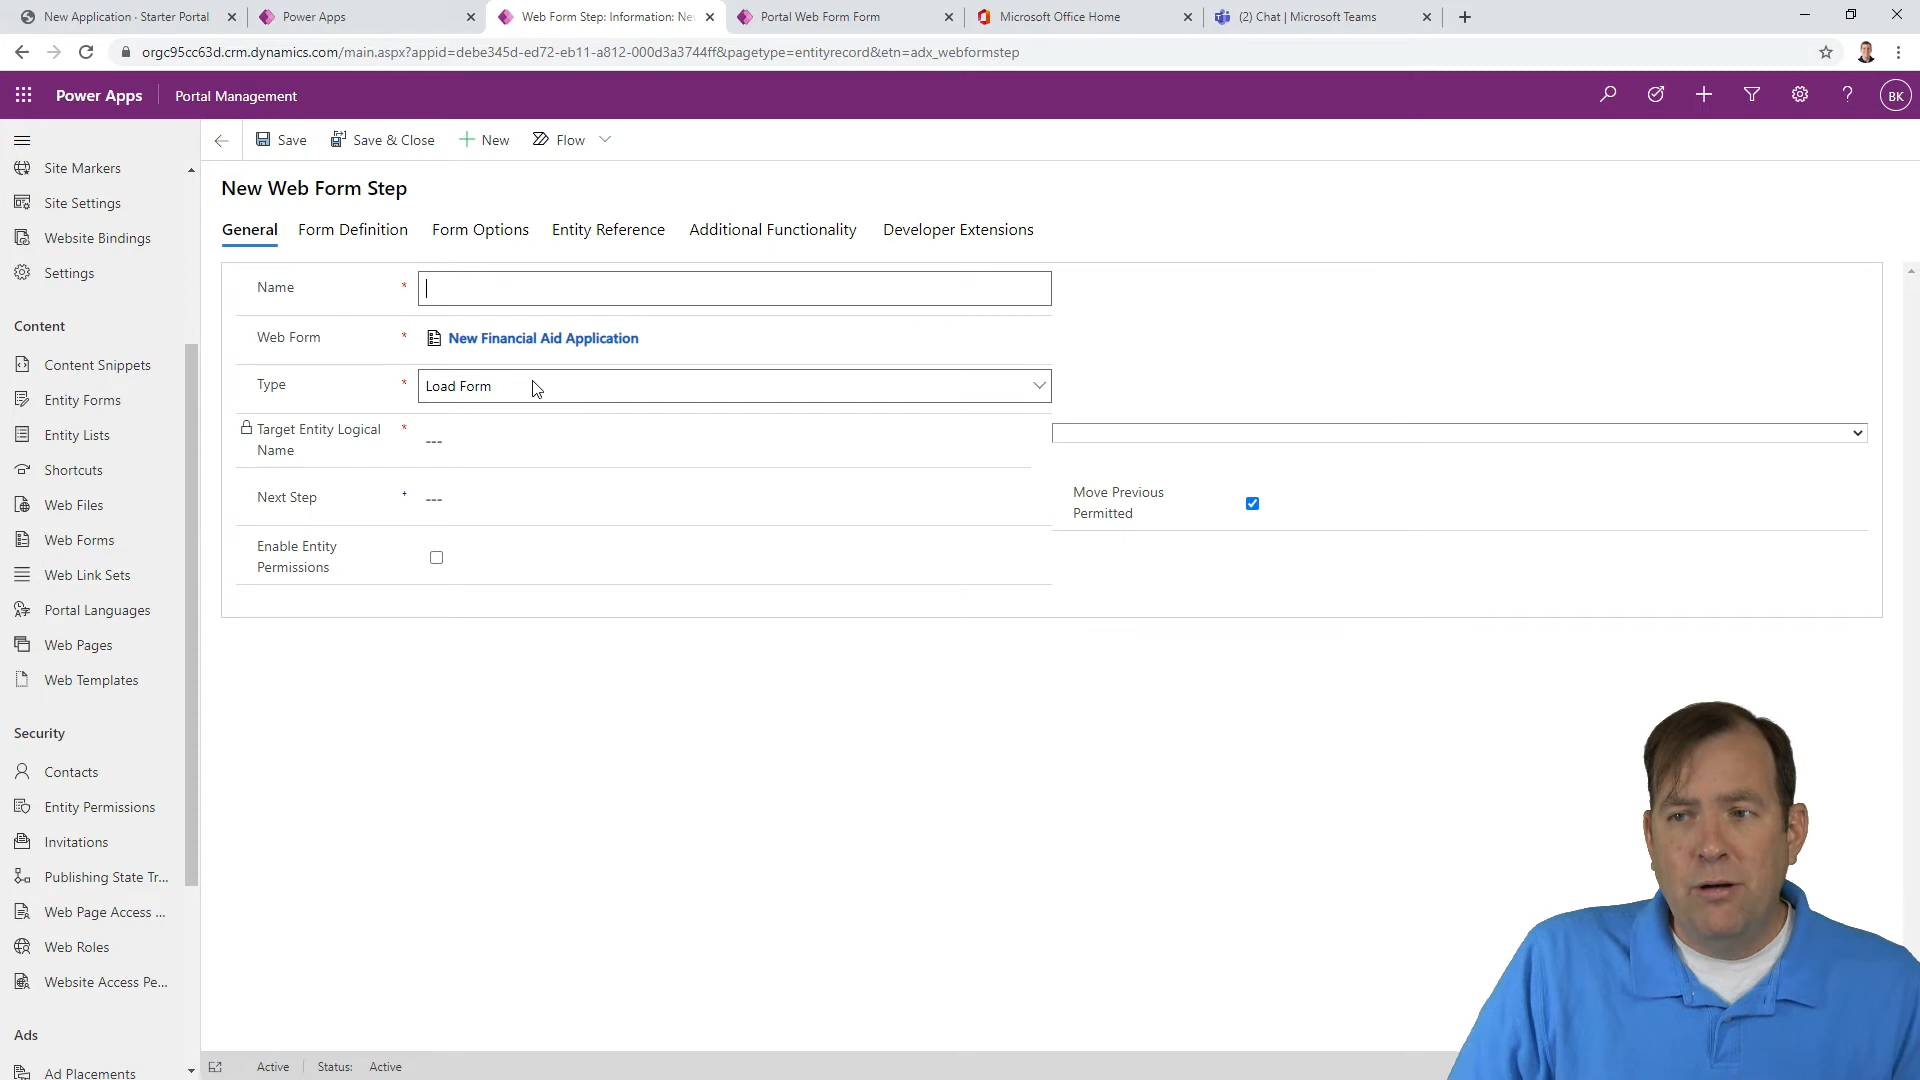 New Application · Starter Portal
Power Apps
Web Form Step: Information: Ne
Portal Web Form Form
Microsoft Office Home
(2) Chat | Microsoft Teams
orgc95cc63d.crm.dynamics.com/main.aspx?appid=debe345d-ed72-eb11-a812-000d3a3744ff&pagetype=entityrecord&etn=adx_webformstep
Power Apps
Portal Management
BK
Save
Save & Close
New
Flow
Site Markers
Site Settings
Website Bindings
Settings
Content
Content Snippets
Entity Forms
Entity Lists
Shortcuts
Web Files
Web Forms
Web Link Sets
Portal Languages
Web Pages
Web Templates
Security
Contacts
Entity Permissions
Invitations
Publishing State Tr...
Web Page Access ...
Web Roles
Website Access Pe...
Ads
Ad Placements
New Web Form Step
General
Form Definition
Form Options
Entity Reference
Additional Functionality
Developer Extensions
Name *
Web Form * New Financial Aid Application
Type * Load Form
Target Entity Logical * ---
Name
Next Step + ---
Move Previous
Permitted
Enable Entity
Permissions
Active
Status: Active